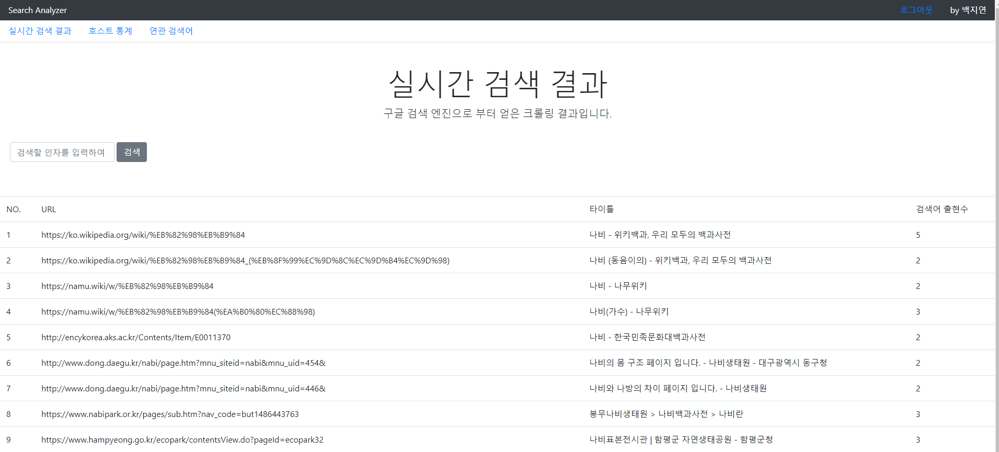 Search Analyzer 로그아웃 by 백지연
실시간 검색 결과 호스트 통계 연관 검색어
실시간 검색 결과
구글 검색 엔진으로 부터 얻은 크롤링 결과입니다.
검색할 인자를 입력하여 검색
NO. URL 타이틀 검색어 출현수
1 https://ko.wikipedia.org/wiki/%EB%82%98%EB%B9%84 나비 - 위키백과, 우리 모두의 백과사전 5
2 https://ko.wikipedia.org/wiki/%EB%82%98%EB%B9%84_(%EB%8F%99%EC%9D%8C%EC%9D%B4%EC%9D%98) 나비 (동음이의) - 위키백과, 우리 모두의 백과사전 2
3 https://namu.wiki/w/%EB%82%98%EB%B9%84 나비 - 나무위키 2
4 https://namu.wiki/w/%EB%82%98%EB%B9%84(%EA%B0%80%EC%88%98) 나비(가수) - 나무위키 3
5 http://encykorea.aks.ac.kr/Contents/Item/E0011370 나비 - 한국민족문화대백과사전 2
6 http://www.dong.daegu.kr/nabi/page.htm?mnu_siteid=nabi&mnu_uid=454& 나비의 몸 구조 페이지 입니다. - 나비생태원 - 대구광역시 동구청 2
7 http://www.dong.daegu.kr/nabi/page.htm?mnu_siteid=nabi&mnu_uid=446& 나비와 나방의 차이 페이지 입니다. - 나비생태원 2
8 https://www.nabipark.or.kr/pages/sub.htm?nav_code=but1486443763 봉무나비생태원 > 나비백과사전 > 나비란 3
9 https://www.hampyeong.go.kr/ecopark/contentsView.do?pageId=ecopark32 나비표본전시관 | 함평군 자연생태공원 - 함평군청 3